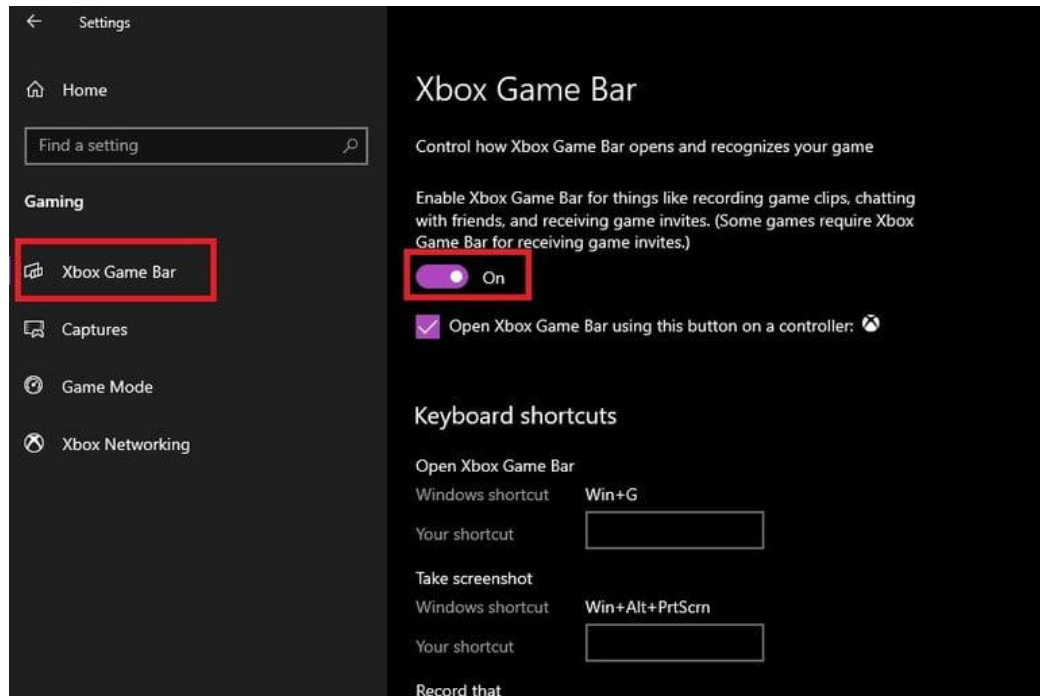 Settings
Home
Find a setting
Gaming
Xbox Game Bar
Captures
Game Mode
Xbox Networking
Xbox Game Bar
Control how Xbox Game Bar opens and recognizes your game
Enable Xbox Game Bar for things like recording game clips, chatting
with friends, and receiving game invites. (Some games require Xbox
Game Bar for receiving game invites.)
On
Open Xbox Game Bar using this button on a controller:
Keyboard shortcuts
Open Xbox Game Bar
Windows shortcut Win+G
Your shortcut
Take screenshot
Windows shortcut Win+Alt+PrtScrn
Your shortcut
Record that